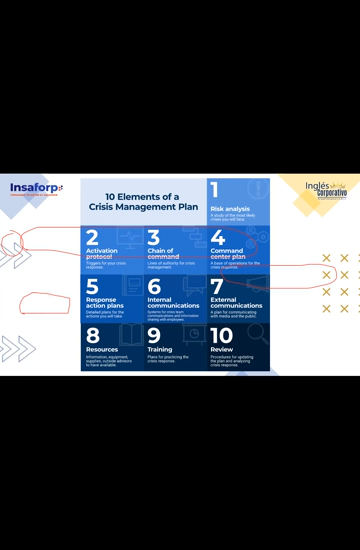 Insaforp
Inglés
Corporativo
10 Elements of a
Crisis Management Plan
1
Risk analysis
A study of the most likely
crises you will face.
2
Activation
protocol
Triggers for your crisis
response.
3
Chain of
command
Lines of authority for crisis
management.
4
Command
center plan
A base of operations for the
crisis response.
5
Response
action plans
Detailed plans for the
actions you will take.
6
Internal
communications
Systems for crisis team
communications and information
sharing with employees.
7
External
communications
A plan for communicating
with media and the public.
8
Resources
Information, equipment,
supplies, outside advisors
to have available.
9
Training
Plans for practicing the
crisis response.
10
Review
Procedures for updating
the plan and analyzing
crisis response.